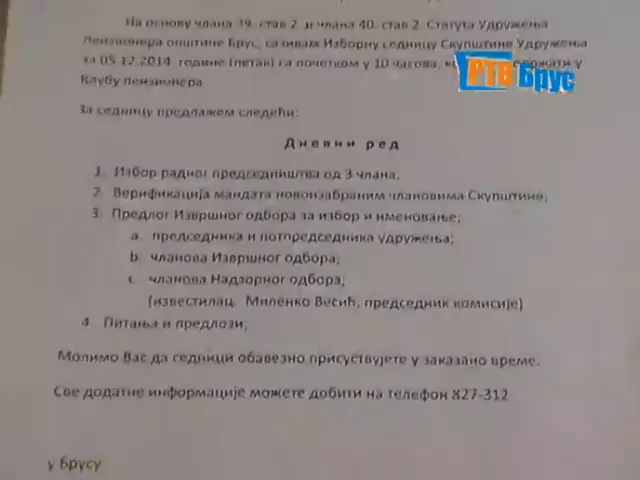 На основу члана 39. став 2. и члана 40. став 2. Статута Удружења
Пензионера општине Брус, сазивам Изборну седницу Скупштине Удружења
за 05.12.2014. године (петак) са почетком у 10 часова, у
Клубу пензионера
РТВ Брус
За седницу предлажем следећи:
Дневни ред
1. Избор радног председништва од 3 члана;
2. Верификација мандата новоизабраним члановима Скупштине;
3. Предлог Извршног одбора за избор и именовање;
a. председника и потпредседника удружења;
b. чланова Извршног одбора;
c. чланова Надзорног одбора;
(известилац Миленко Весић, председник комисије)
4. Питања и предлози;
Молимо Вас да седници обавезно присуствујете у заказано време.
Све додатне информације можете добити на телефон 827-312
у Брусу